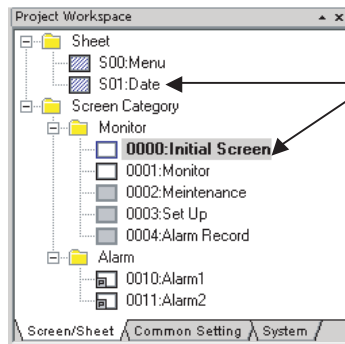 Project Workspace
Sheet
S00:Menu
S01:Date
Screen Category
Monitor
0000:Initial Screen
0001:Monitor
0002:Meintenance
0003:Set Up
0004:Alarm Record
Alarm
0010:Alarm1
0011:Alarm2
Screen/Sheet Common Setting System